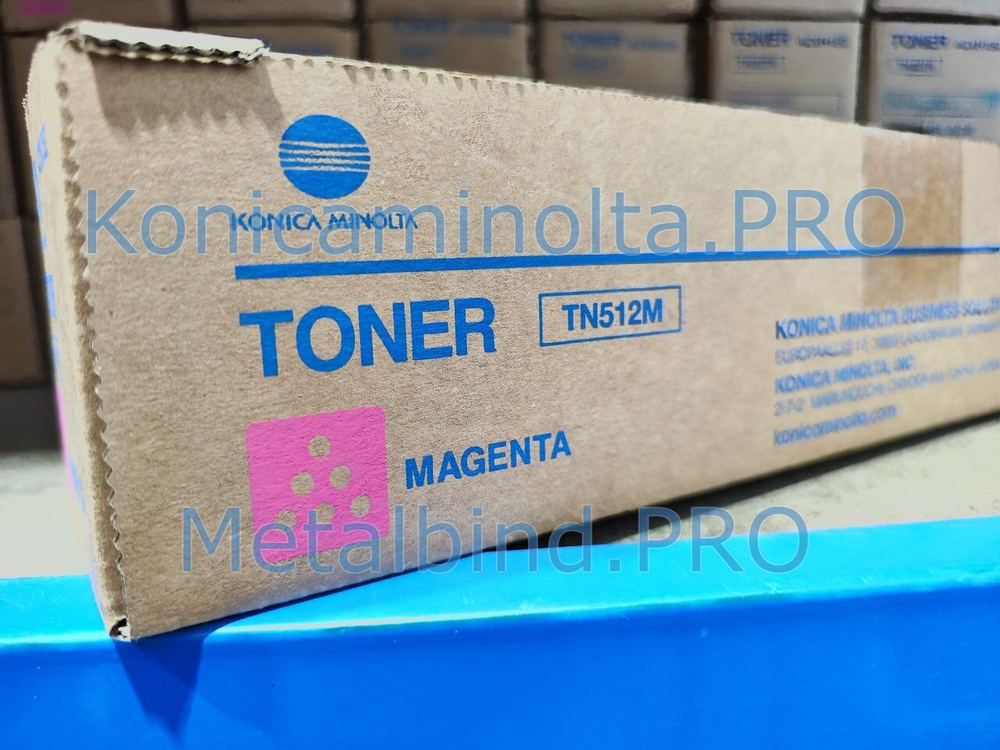 KONICA MINOLTA
Konicaminolta.PRO
TONER
TN512M
MAGENTA
KONICA MINOLTA BUSINESS
KONICA MINOLTA, INC.
konicaminolta.com
Metalbind.PRO
TONER
TONER